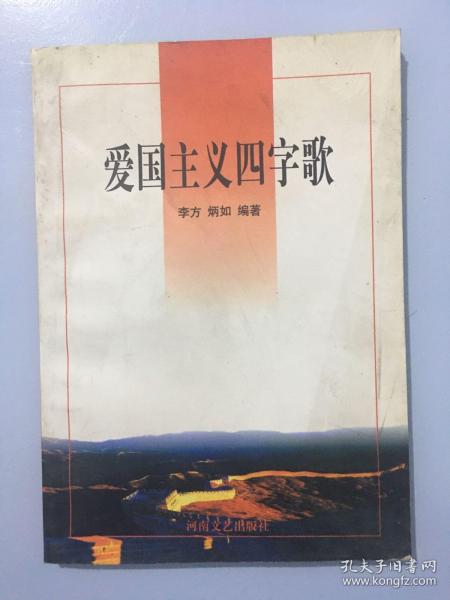 爱国主义四字歌
李方 炳如 编著
河南文艺出版社
孔夫子旧书网
www.kongfz.com